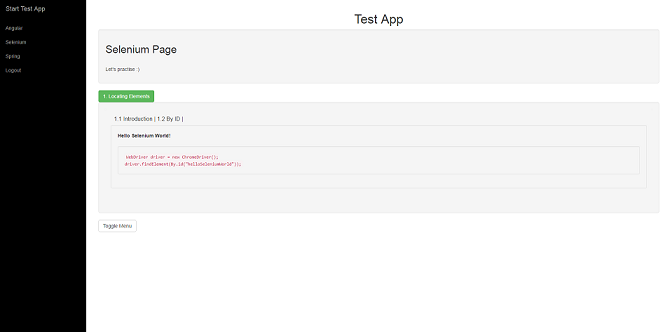 Start Test App
Angular
Selenium
Spring
Logout
Test App
Selenium Page
Let's practise :)
1. Locating Elements
1.1 Introduction | 1.2 By ID |
Hello Selenium World!
WebDriver driver = new ChromeDriver();
driver.findElement(By.id("helloSeleniumWorld"));
Toggle Menu